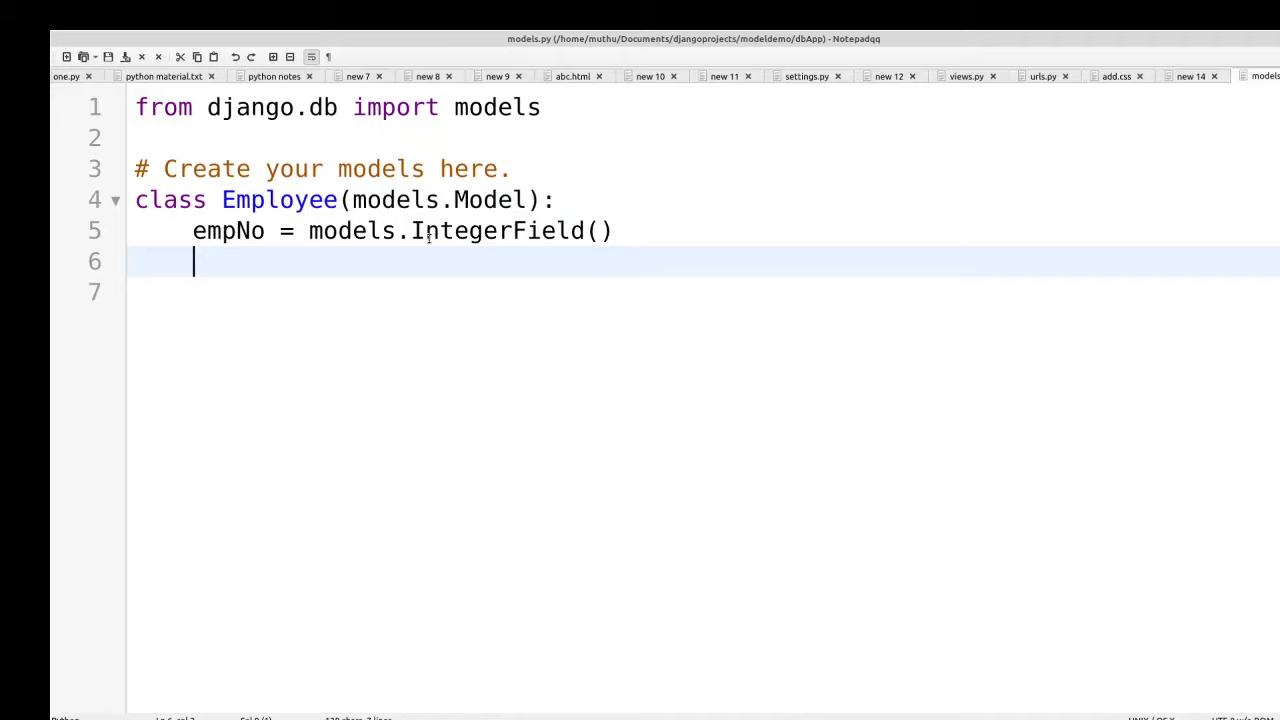 models.py (/home/muthu/Documents/djangoprojects/modeldemo/dbApp) - Notepadqq
one.py python material.txt python notes new 7 new 8 new 9 abc.html new 10 new 11 settings.py new 12 views.py urls.py add.css new 14 models
1 from django.db import models
2
3 # Create your models here.
4 class Employee(models.Model):
5 empNo = models.IntegerField()
6
7